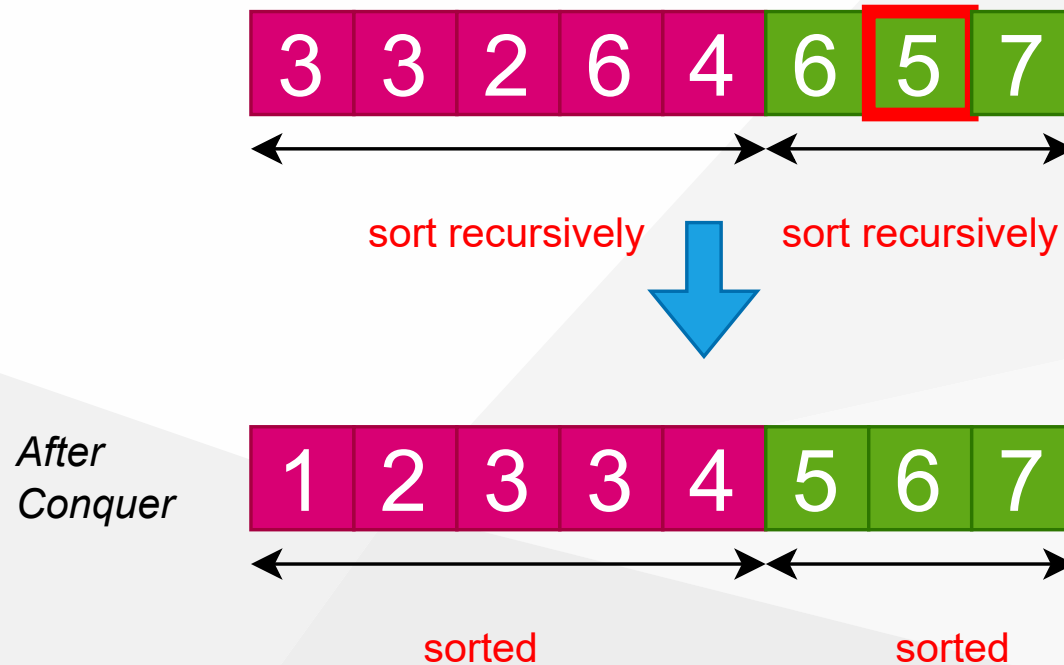 3 3 2 6 4 6 5 7
sort recursively sort recursively
After
Conquer
1 2 3 3 4 5 6 7
sorted sorted